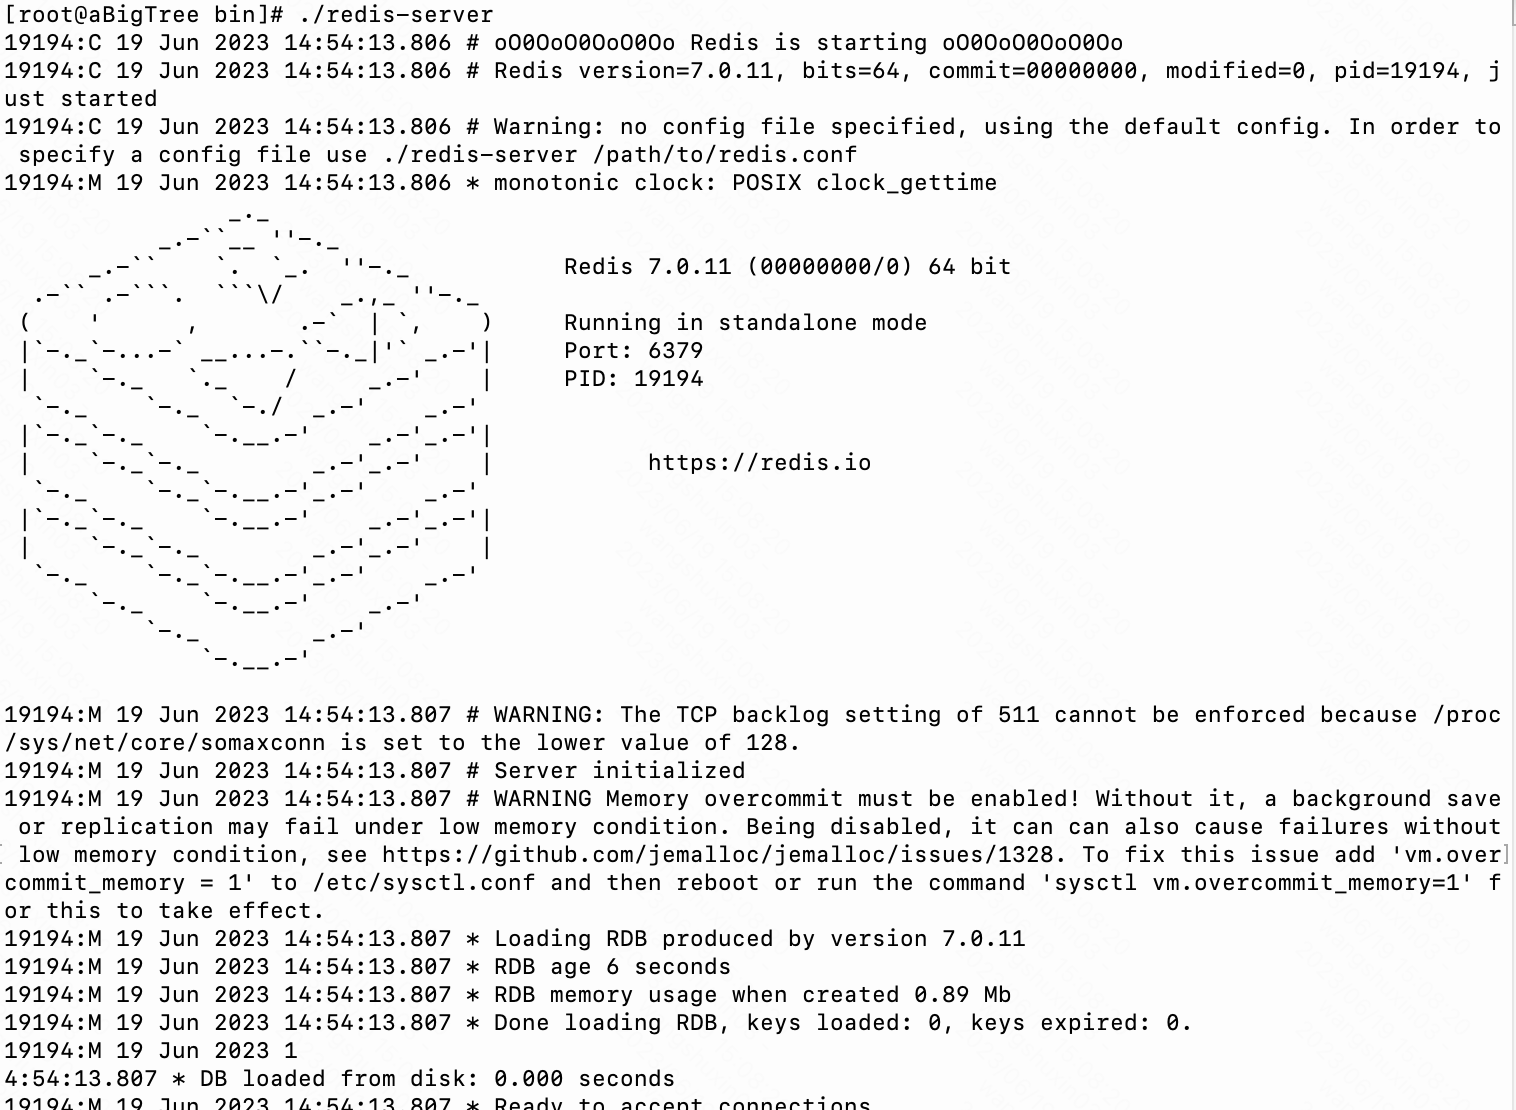 [root@aBigTree bin]# ./redis-server
19194:C 19 Jun 2023 14:54:13.806 # oO0OoO0OoO0Oo Redis is starting oO0OoO0OoO0Oo
19194:C 19 Jun 2023 14:54:13.806 # Redis version=7.0.11, bits=64, commit=00000000, modified=0, pid=19194, j
ust started
19194:C 19 Jun 2023 14:54:13.806 # Warning: no config file specified, using the default config. In order to
 specify a config file use ./redis-server /path/to/redis.conf
19194:M 19 Jun 2023 14:54:13.806 * monotonic clock: POSIX clock_gettime
Redis 7.0.11 (00000000/0) 64 bit
Running in standalone mode
Port: 6379
PID: 19194
https://redis.io
19194:M 19 Jun 2023 14:54:13.807 # WARNING: The TCP backlog setting of 511 cannot be enforced because /proc
/sys/net/core/somaxconn is set to the lower value of 128.
19194:M 19 Jun 2023 14:54:13.807 # Server initialized
19194:M 19 Jun 2023 14:54:13.807 # WARNING Memory overcommit must be enabled! Without it, a background save
 or replication may fail under low memory condition. Being disabled, it can can also cause failures without
 low memory condition, see https://github.com/jemalloc/jemalloc/issues/1328. To fix this issue add 'vm.over
commit_memory = 1' to /etc/sysctl.conf and then reboot or run the command 'sysctl vm.overcommit_memory=1' f
or this to take effect.
19194:M 19 Jun 2023 14:54:13.807 * Loading RDB produced by version 7.0.11
19194:M 19 Jun 2023 14:54:13.807 * RDB age 6 seconds
19194:M 19 Jun 2023 14:54:13.807 * RDB memory usage when created 0.89 Mb
19194:M 19 Jun 2023 14:54:13.807 * Done loading RDB, keys loaded: 0, keys expired: 0.
19194:M 19 Jun 2023 1
4:54:13.807 * DB loaded from disk: 0.000 seconds
19194:M 19 Jun 2023 14:54:13.807 * Ready to accept connections